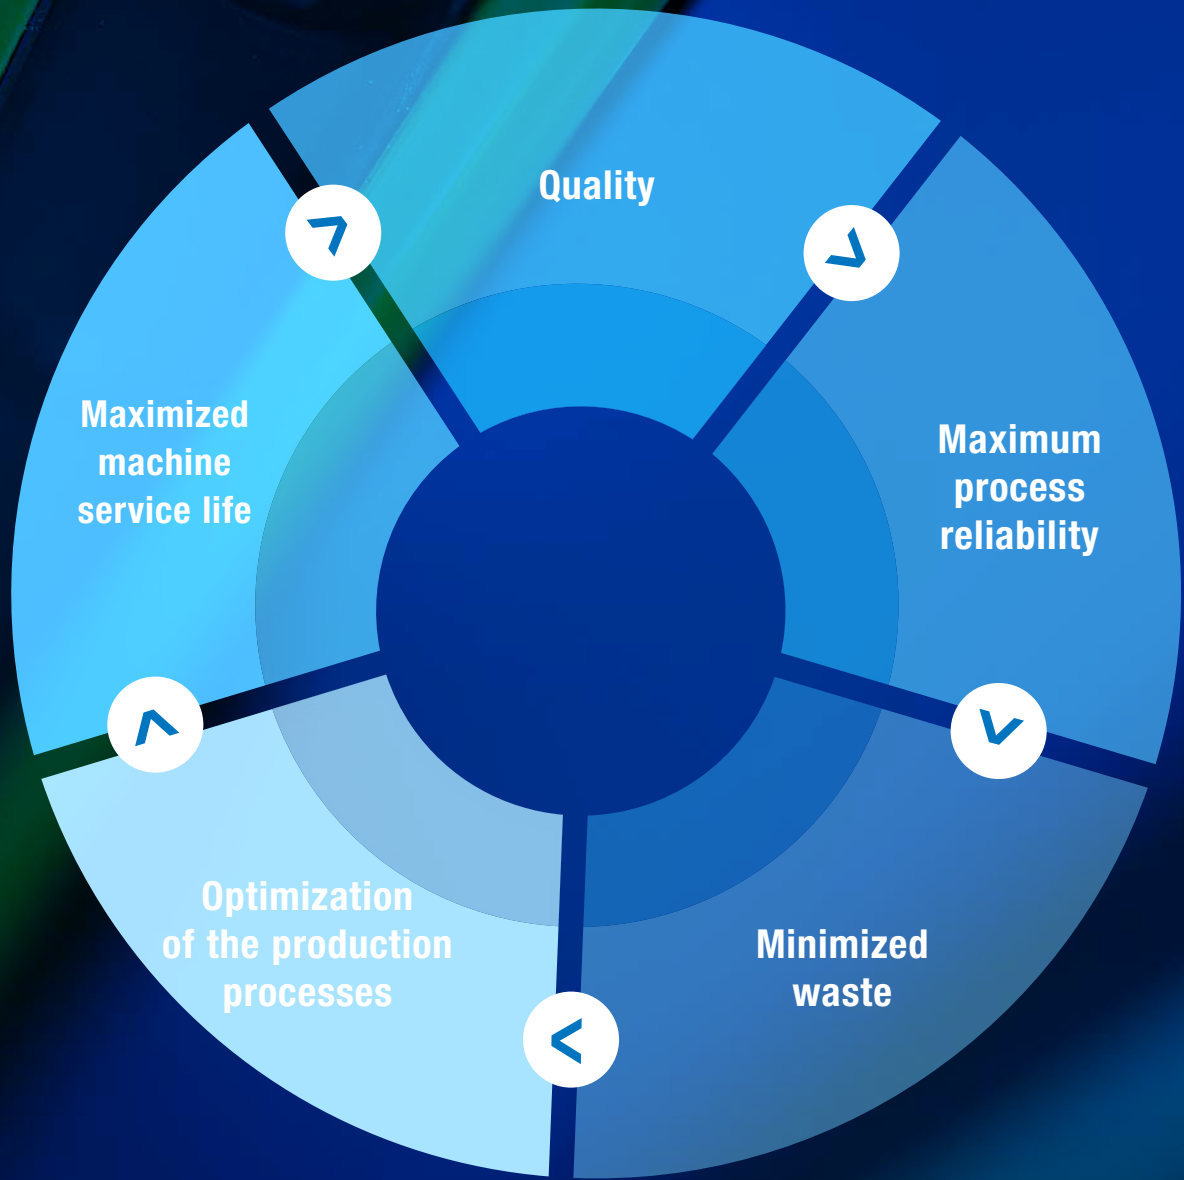 Quality
Maximum
process
reliability
Minimized
waste
Optimization
of the production
processes
Maximized
machine
service life